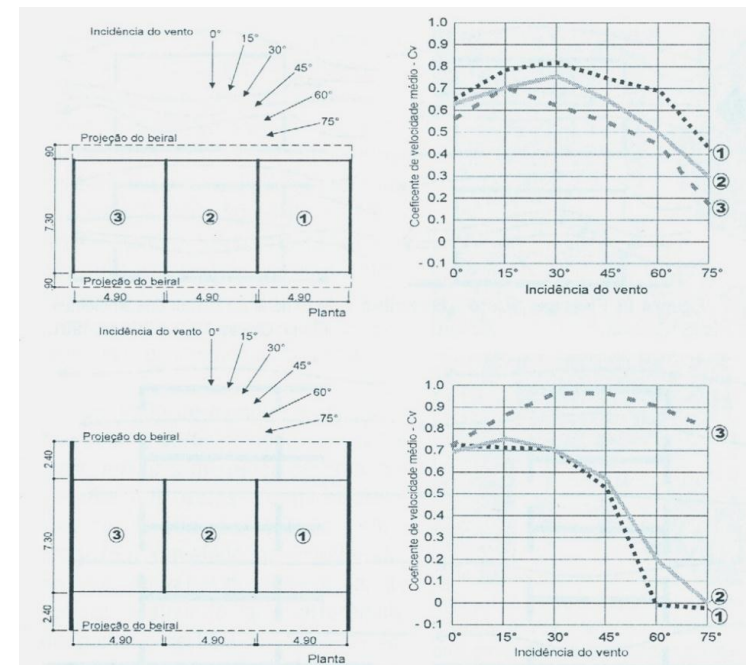 Incidência do vento 0° 15° 30° 45° 60° 75°
Projeção do beiral
90
7.30
③ ② ①
90
Projeção do beiral
4.90 4.90 4.90
Planta
Coeficente de velocidade médio - Cv
1.0
0.9
0.8
0.7
0.6
0.5
0.4
0.3
0.2
0.1
0
- 0.1
①
②
③
0° 15° 30° 45° 60° 75°
Incidência do vento
Incidência do vento 0° 15° 30° 45° 60° 75°
Projeção do beiral
2.40
7.30
③ ② ①
2.40
Projeção do beiral
4.90 4.90 4.90
Planta
Coeficiente de velocidade médio - Cv
1.0
0.9
0.8
0.7
0.6
0.5
0.4
0.3
0.2
0.1
0
- 0.1
③
②
①
0° 15° 30° 45° 60° 75°
Incidência do vento